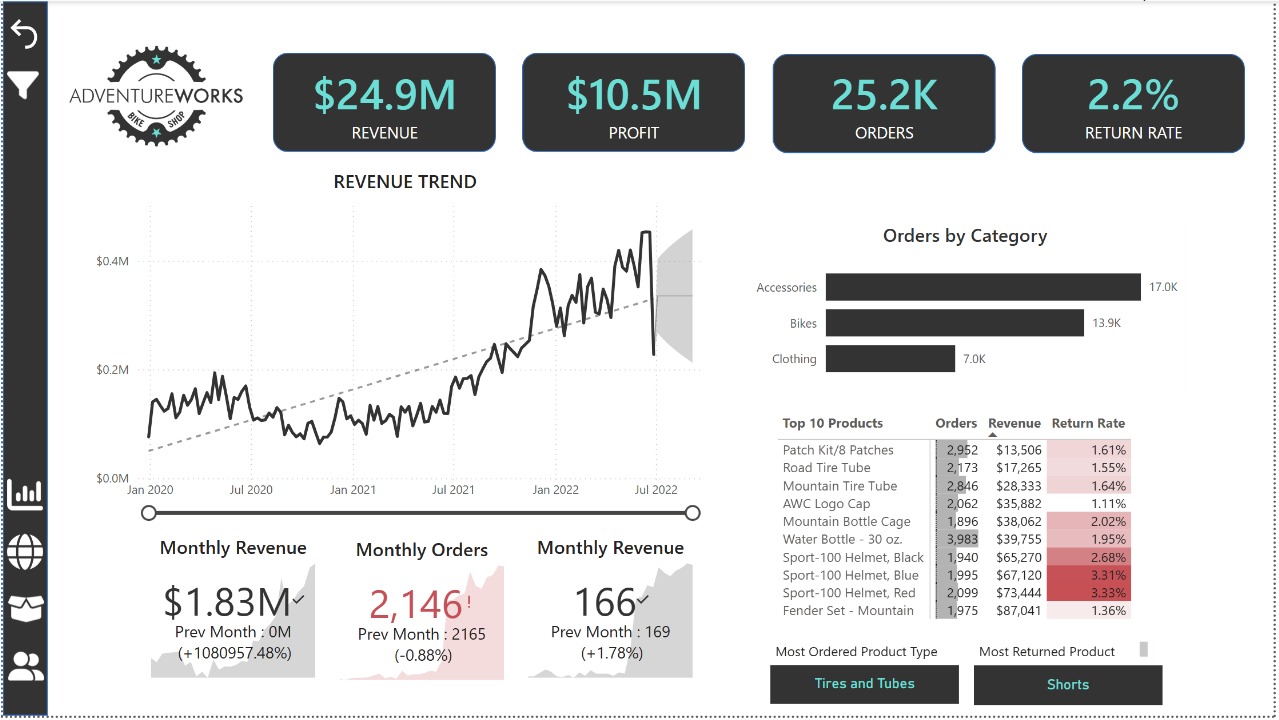 ADVENTUREWORKS
BIKE SHOP
$24.9M
REVENUE
$10.5M
PROFIT
25.2K
ORDERS
2.2%
RETURN RATE
REVENUE TREND
$0.4M
$0.2M
$0.0M
Jan 2020 Jul 2020 Jan 2021 Jul 2021 Jan 2022 Jul 2022
Orders by Category
Accessories 17.0K
Bikes 13.9K
Clothing 7.0K
Top 10 Products Orders Revenue Return Rate
Patch Kit/8 Patches 2,952 $13,506 1.61%
Road Tire Tube 2,173 $17,265 1.55%
Mountain Tire Tube 2,846 $28,333 1.64%
AWC Logo Cap 2,062 $35,882 1.11%
Mountain Bottle Cage 1,896 $38,062 2.02%
Water Bottle - 30 oz. 3,983 $39,755 1.95%
Sport-100 Helmet, Black 1,940 $65,270 2.68%
Sport-100 Helmet, Blue 1,995 $67,120 3.31%
Sport-100 Helmet, Red 2,099 $73,444 3.33%
Fender Set - Mountain 1,975 $87,041 1.36%
Monthly Revenue
$1.83M
Prev Month : 0M
(+1080957.48%)
Monthly Orders
2,146!
Prev Month : 2165
(-0.88%)
Monthly Revenue
166
Prev Month : 169
(+1.78%)
Most Ordered Product Type
Tires and Tubes
Most Returned Product
Shorts